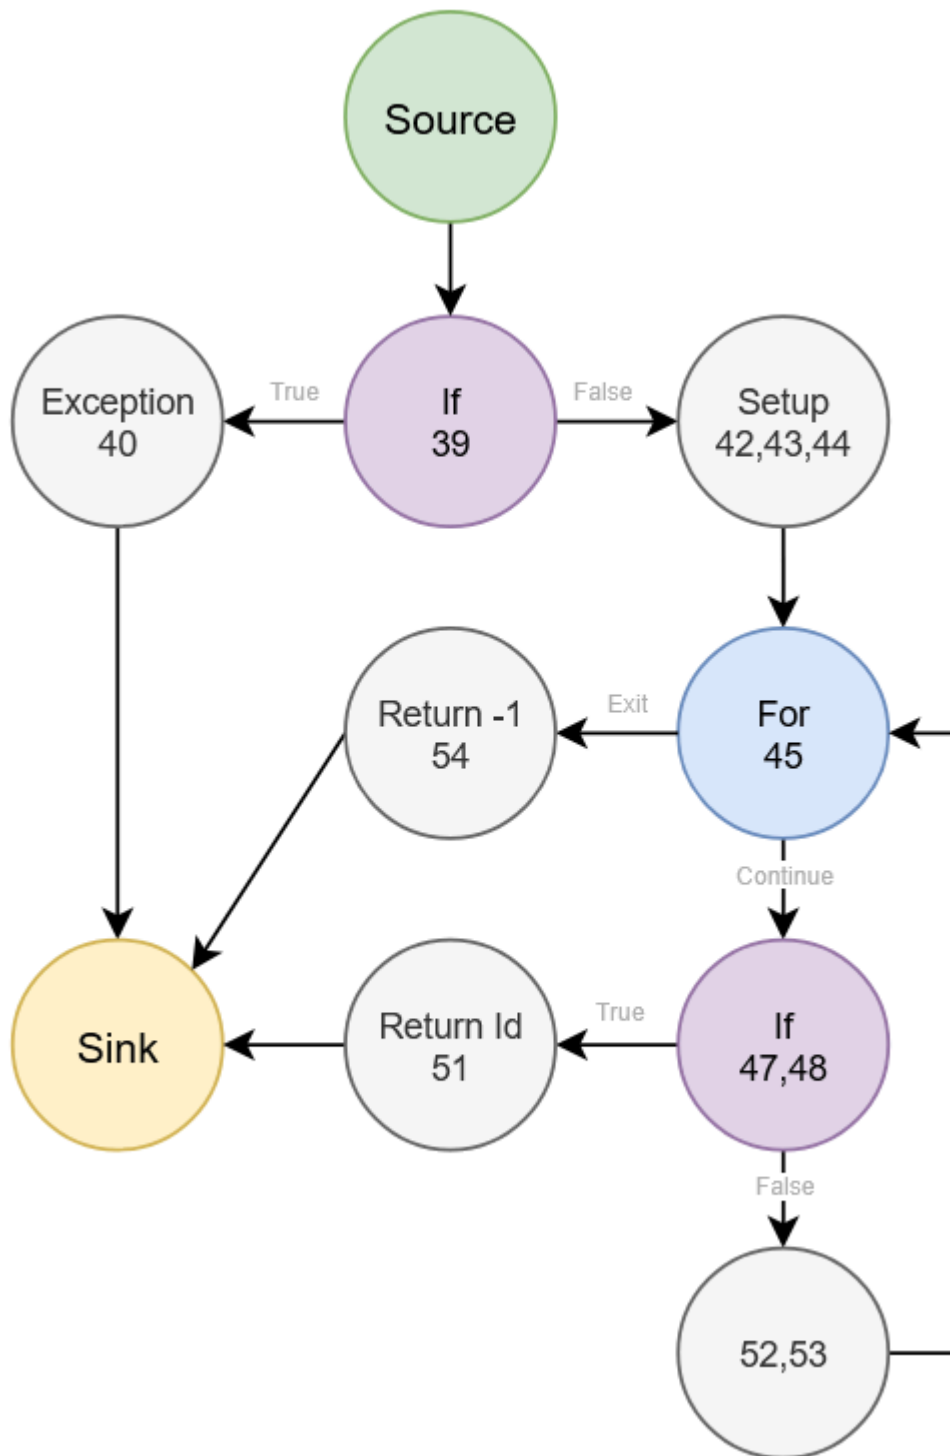 Source
Exception
40
True
If
39
False
Setup
42,43,44
Return -1
54
Exit
For
45
Continue
Sink
Return Id
51
True
If
47,48
False
52,53